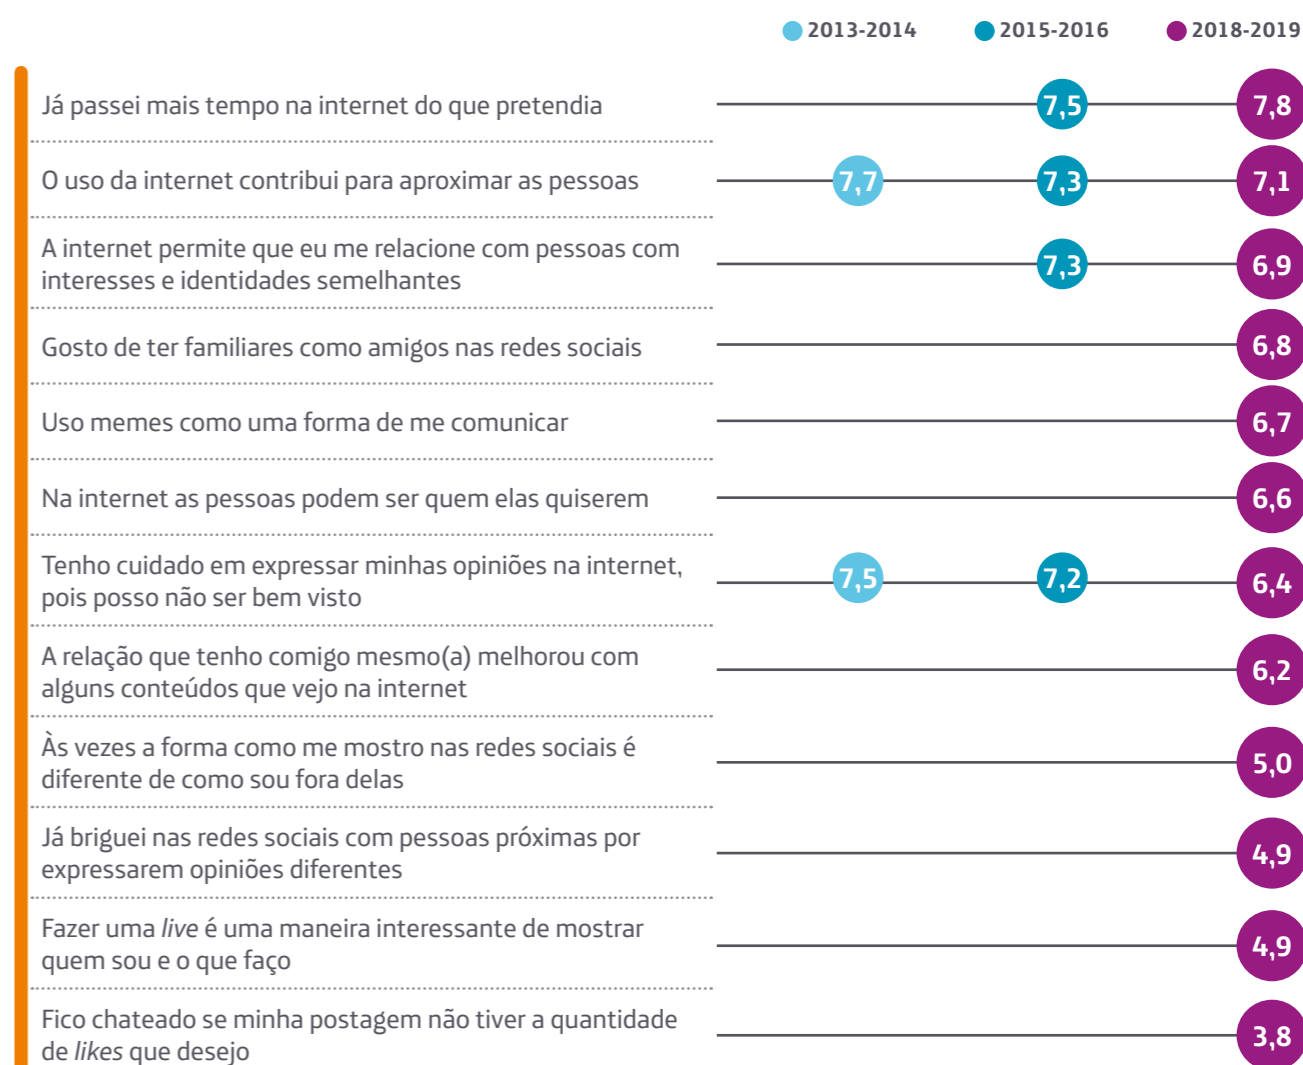 2013-2014 2015-2016 2018-2019
Já passei mais tempo na internet do que pretendia 7,5 7,8
O uso da internet contribui para aproximar as pessoas 7,7 7,3 7,1
A internet permite que eu me relacione com pessoas com
interesses e identidades semelhantes 7,3 6,9
Gosto de ter familiares como amigos nas redes sociais 6,8
Uso memes como uma forma de me comunicar 6,7
Na internet as pessoas podem ser quem elas quiserem 6,6
Tenho cuidado em expressar minhas opiniões na internet,
pois posso não ser bem visto 7,5 7,2 6,4
A relação que tenho comigo mesmo(a) melhorou com
alguns conteúdos que vejo na internet 6,2
Às vezes a forma como me mostro nas redes sociais é
diferente de como sou fora delas 5,0
Já briguei nas redes sociais com pessoas próximas por
expressarem opiniões diferentes 4,9
Fazer uma live é uma maneira interessante de mostrar
quem sou e o que faço 4,9
Fico chateado se minha postagem não tiver a quantidade
de likes que desejo 3,8